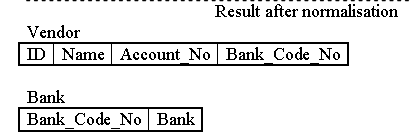 Result after normalisation
Vendor
ID Name Account_No Bank_Code_No
Bank
Bank_Code_No Bank